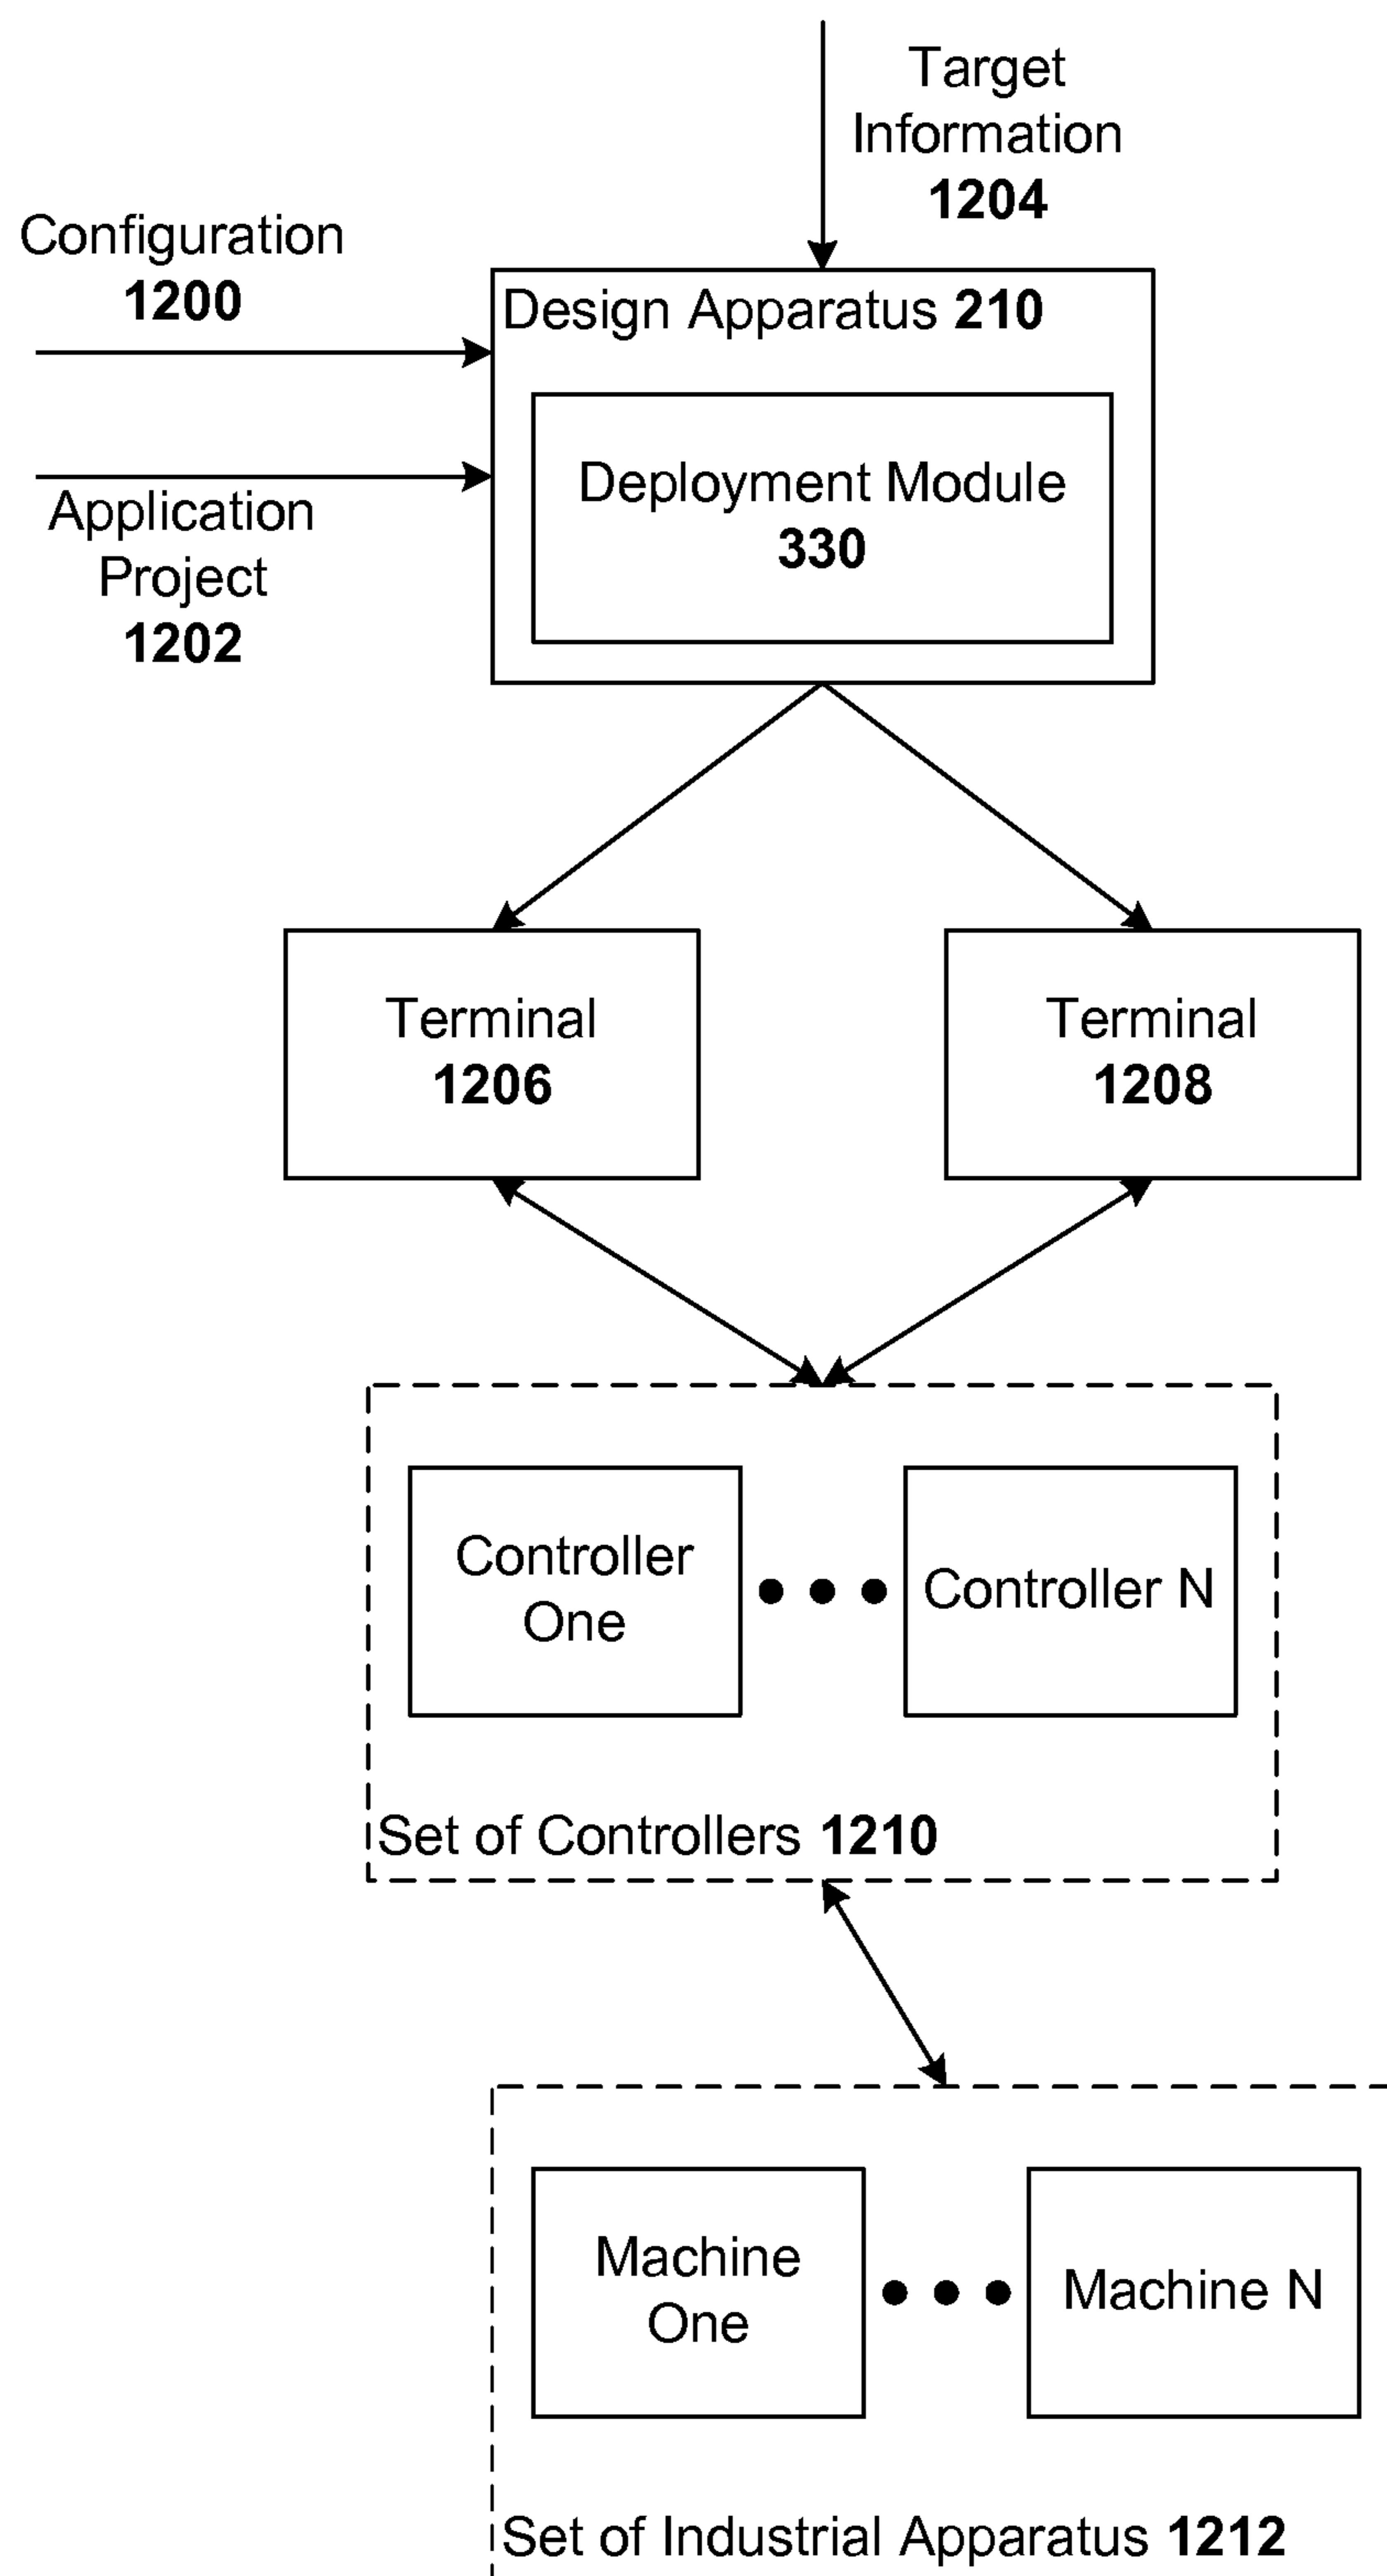 Target
Information
1204
Configuration
1200
Design Apparatus 210
Deployment Module
330
Application
Project
1202
Terminal
1206
Terminal
1208
Controller
One
Controller N
Set of Controllers 1210
Machine
One
Machine N
Set of Industrial Apparatus 1212